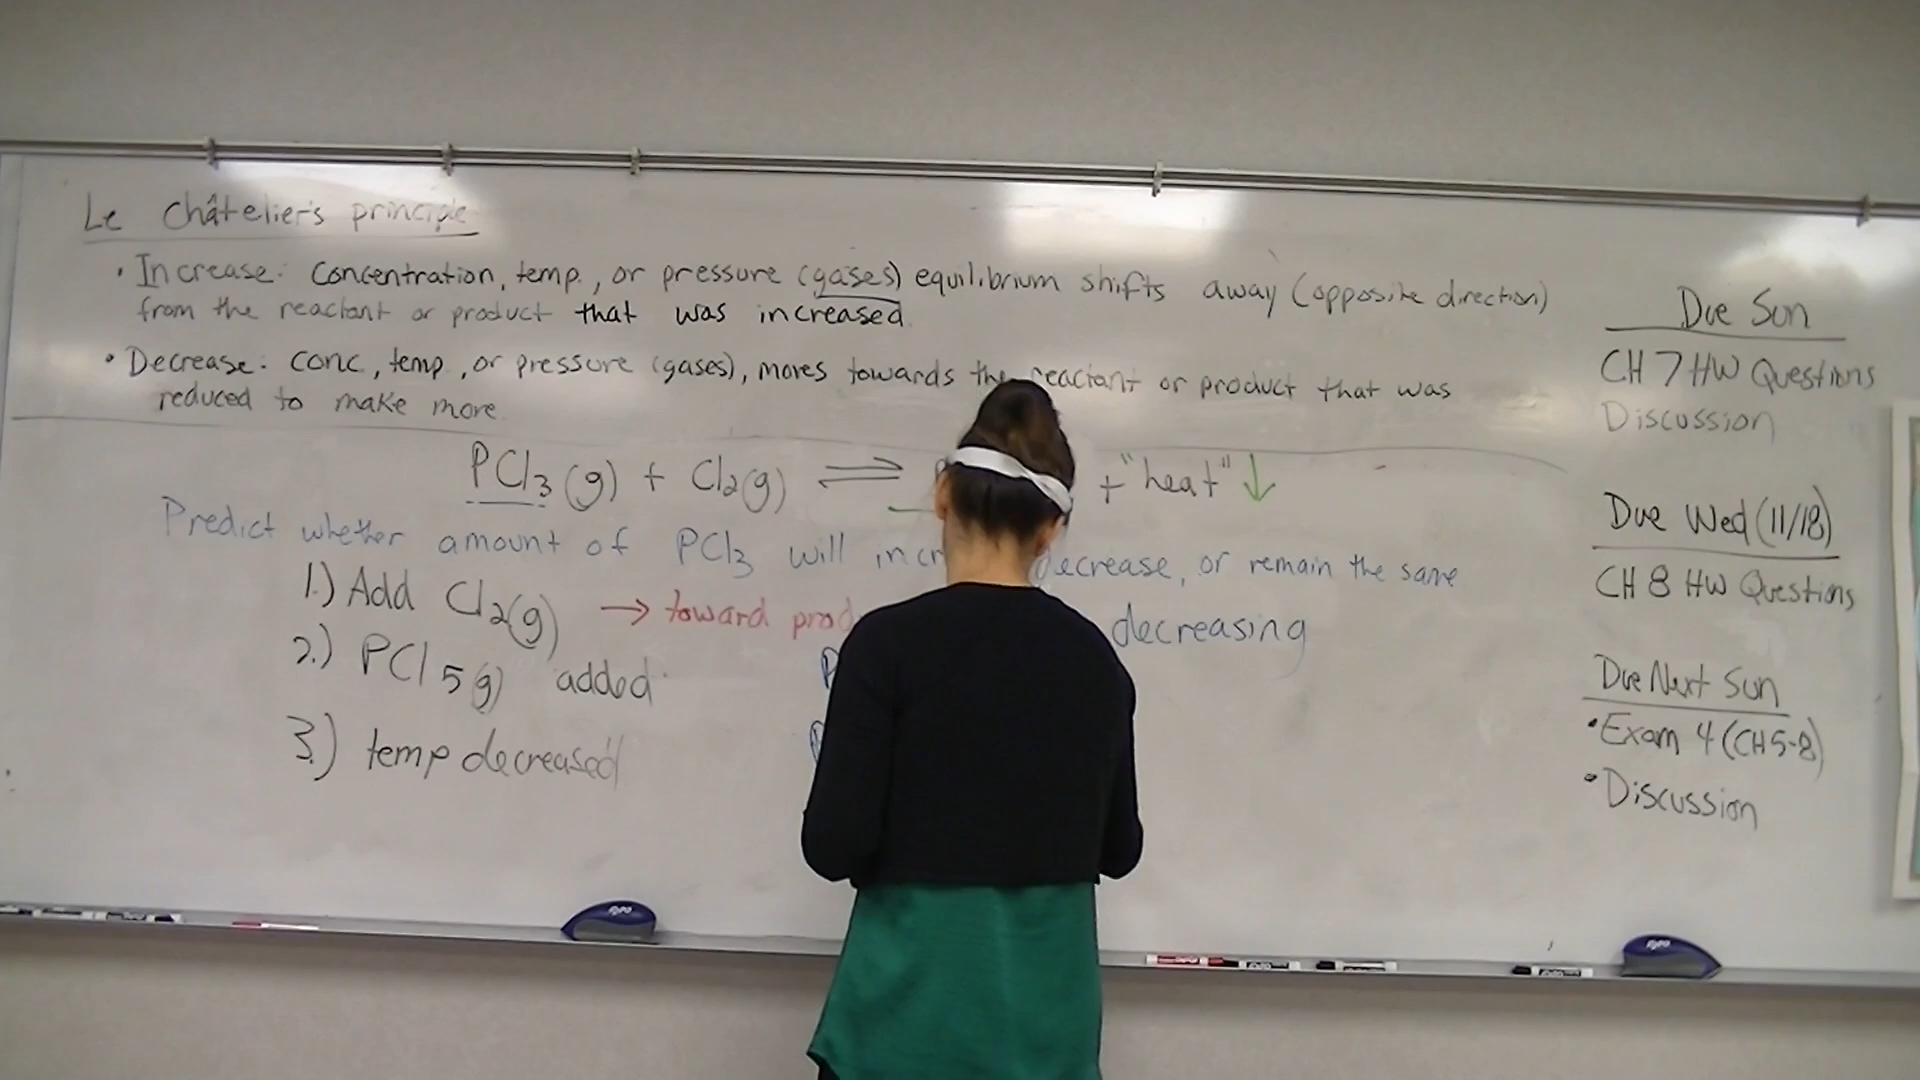 Le Châtelier's principle
• Increase: Concentration, temp., or pressure (gases) equilibrium shifts away (opposite direction)
from the reactant or product that was increased.
• Decrease: conc, temp, or pressure (gases), moves towards the reactant or product that was
reduced to make more
PCl3 (g) + Cl2(g) ⇌ + "heat" ↓
Predict whether amount of PCl3 will incr decrease, or remain the same
1.) Add Cl2(g) → toward prod decreasing
2.) PCl5 g) added
3.) temp decreased
Due Sun
CH 7 HW Questions
Discussion
Due Wed (11/18)
CH 8 HW Questions
Due Next Sun
• Exam 4 (CH 5-8)
• Discussion
EXPO
EXPO